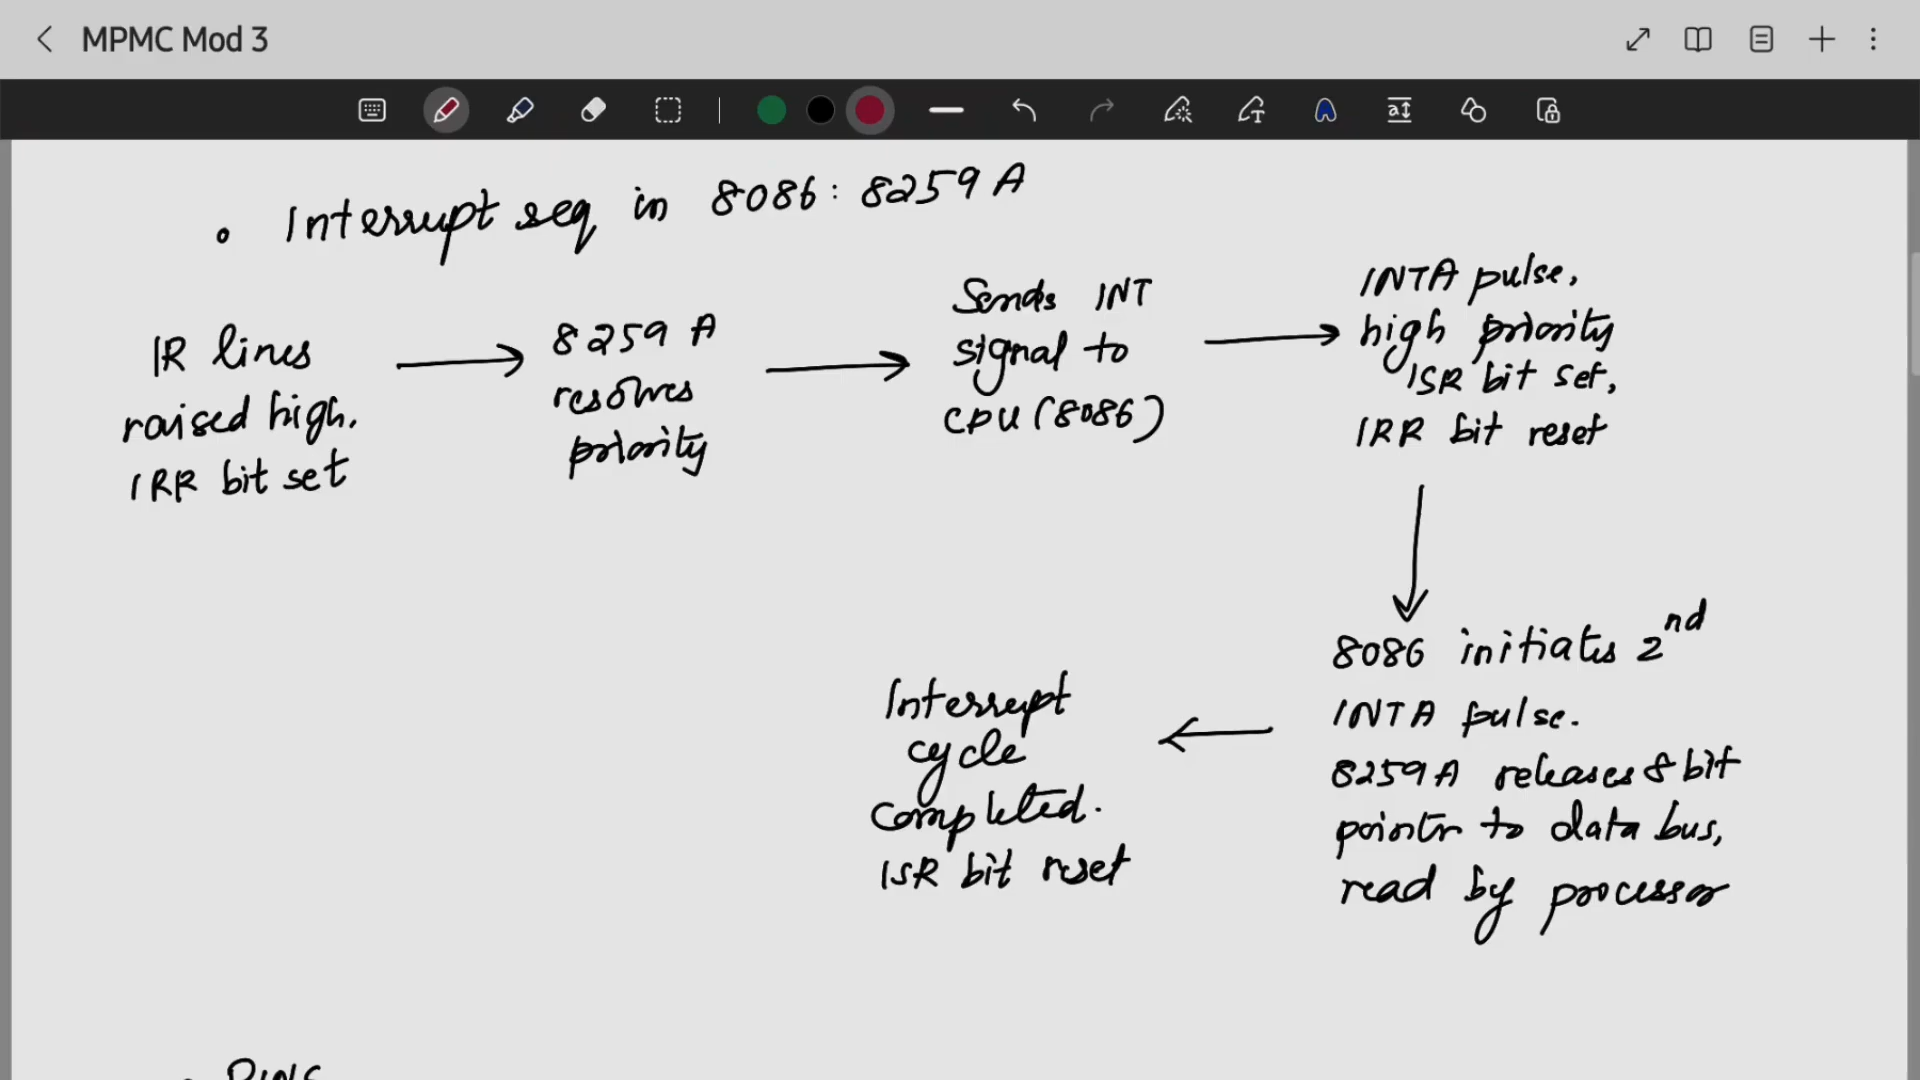 MPMC Mod 3
• Interrupt seq in 8086 : 8259 A
IR lines
raised high.
IRR bit set
8259 A
resolves
priority
Sends INT
signal to
CPU (8086)
INTA pulse,
high priority
ISR bit set,
IRR bit reset
8086 initiates 2nd
INTA pulse.
8259A releases 8 bit
pointr to data bus,
read by processor
Interrupt
cycle
completed.
ISR bit reset